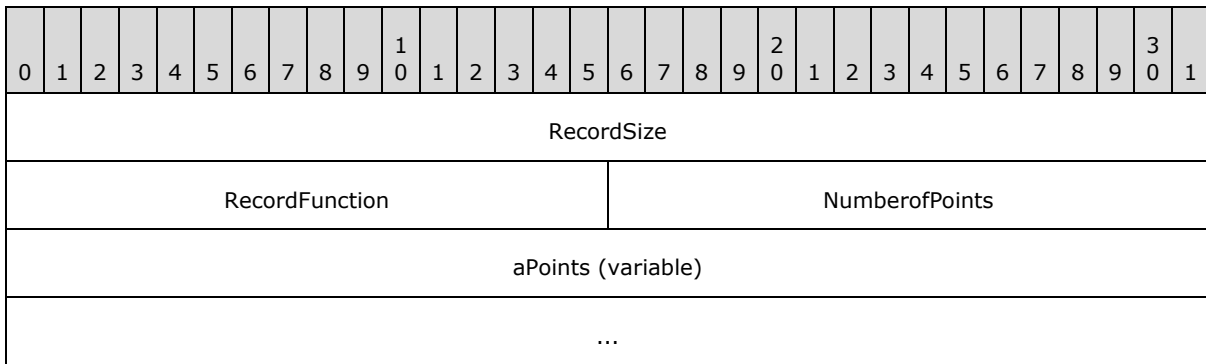 1 2 3
0 1 2 3 4 5 6 7 8 9 0 1 2 3 4 5 6 7 8 9 0 1 2 3 4 5 6 7 8 9 0 1
RecordSize
RecordFunction NumberofPoints
aPoints (variable)
...